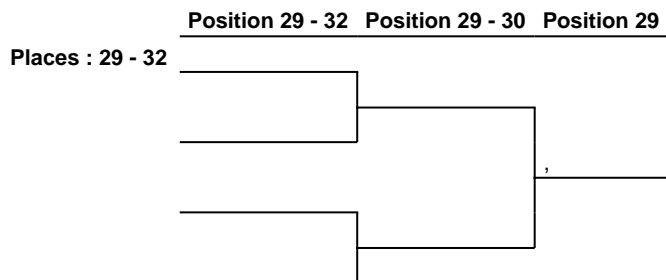 Position 29 - 32 Position 29 - 30 Position 29
Places : 29 - 32
,